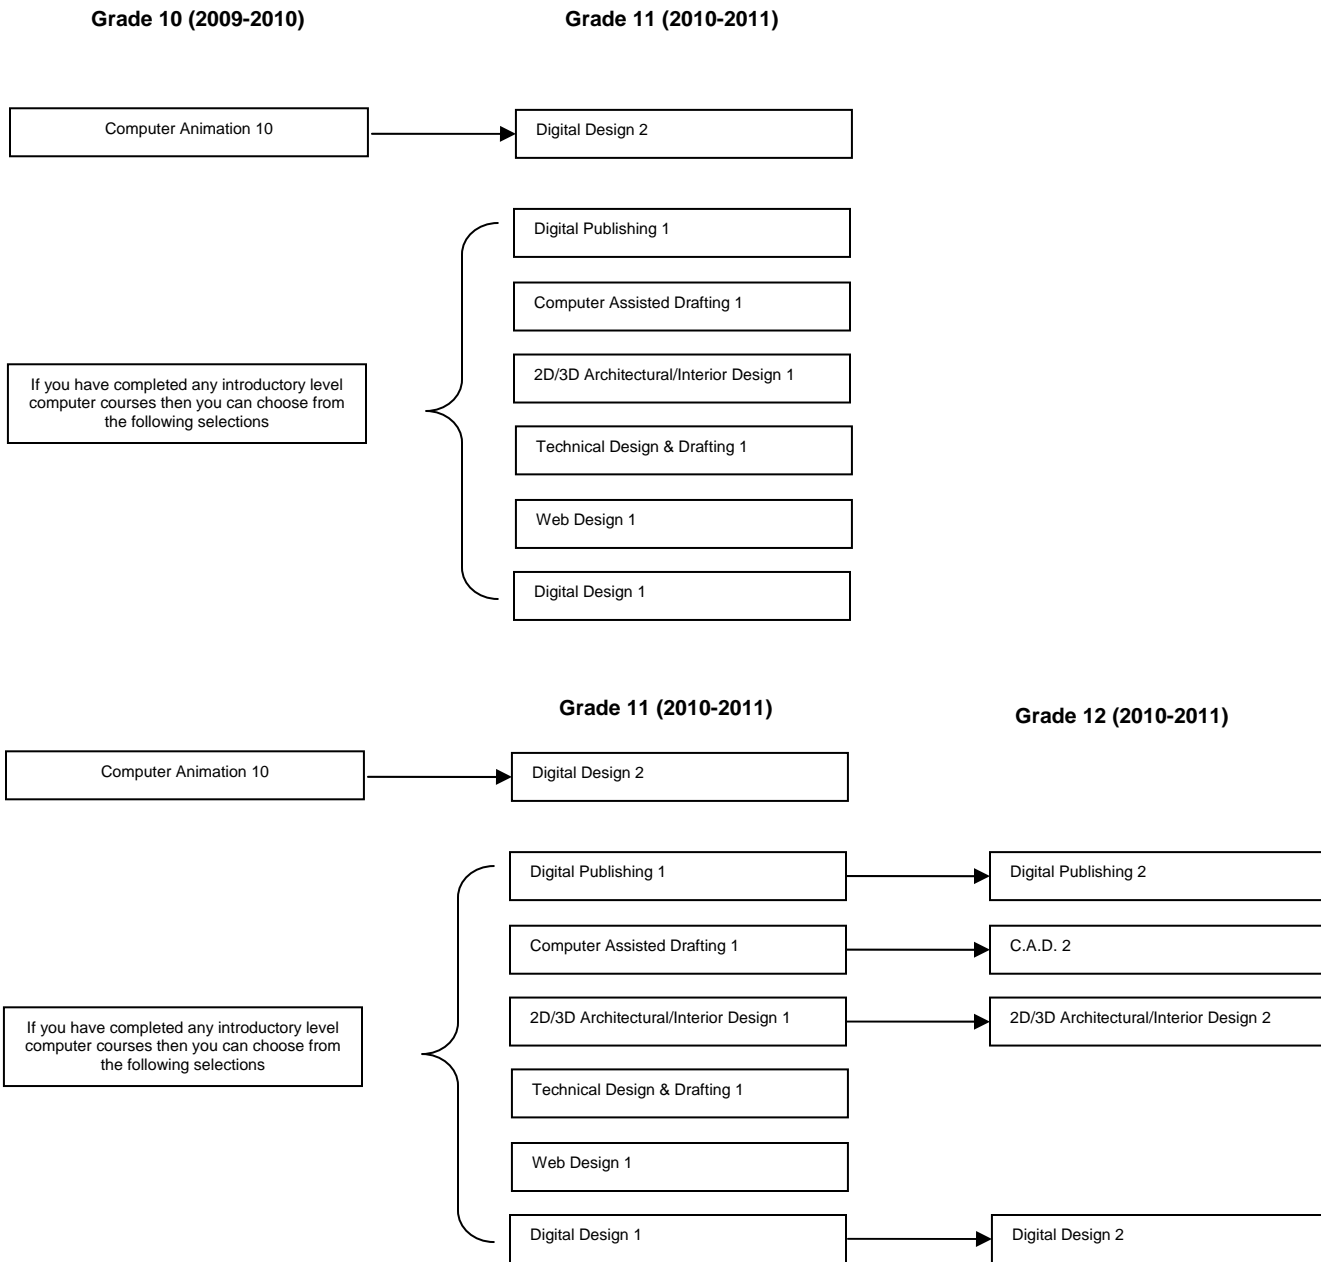 Grade 10 (2009-2010)
Grade 11 (2010-2011)
Computer Animation 10
Digital Design 2
Digital Publishing 1
Computer Assisted Drafting 1
If you have completed any introductory level
computer courses then you can choose from
the following selections
2D/3D Architectural/Interior Design 1
Technical Design & Drafting 1
Web Design 1
Digital Design 1
Grade 11 (2010-2011)
Grade 12 (2010-2011)
Computer Animation 10
Digital Design 2
Digital Publishing 1
Digital Publishing 2
Computer Assisted Drafting 1
C.A.D. 2
If you have completed any introductory level
computer courses then you can choose from
the following selections
2D/3D Architectural/Interior Design 1
2D/3D Architectural/Interior Design 2
Technical Design & Drafting 1
Web Design 1
Digital Design 1
Digital Design 2